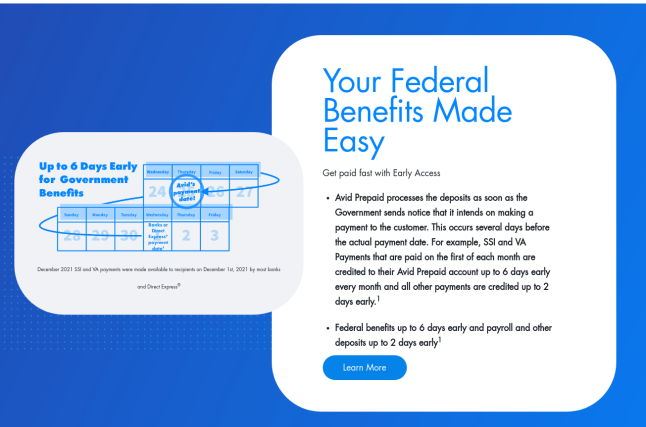 Up to 6 Days Early
for Government
Benefits
Wednesday Thursday Friday Saturday
24 Avid's payment date‡ 26 27
Sunday Monday Tuesday Wednesday Thursday Friday
28 29 30 Banks or Direct Express® payment date 2 3
December 2021 SSI and VA payments were made available to recipients on December 1st, 2021 by most banks
and Direct Express®
Your Federal
Benefits Made
Easy
Get paid fast with Early Access
• Avid Prepaid processes the deposits as soon as the
Government sends notice that it intends on making a
payment to the customer. This occurs several days before
the actual payment date. For example, SSI and VA
Payments that are paid on the first of each month are
credited to their Avid Prepaid account up to 6 days early
every month and all other payments are credited up to 2
days early.1
• Federal benefits up to 6 days early and payroll and other
deposits up to 2 days early1
Learn More